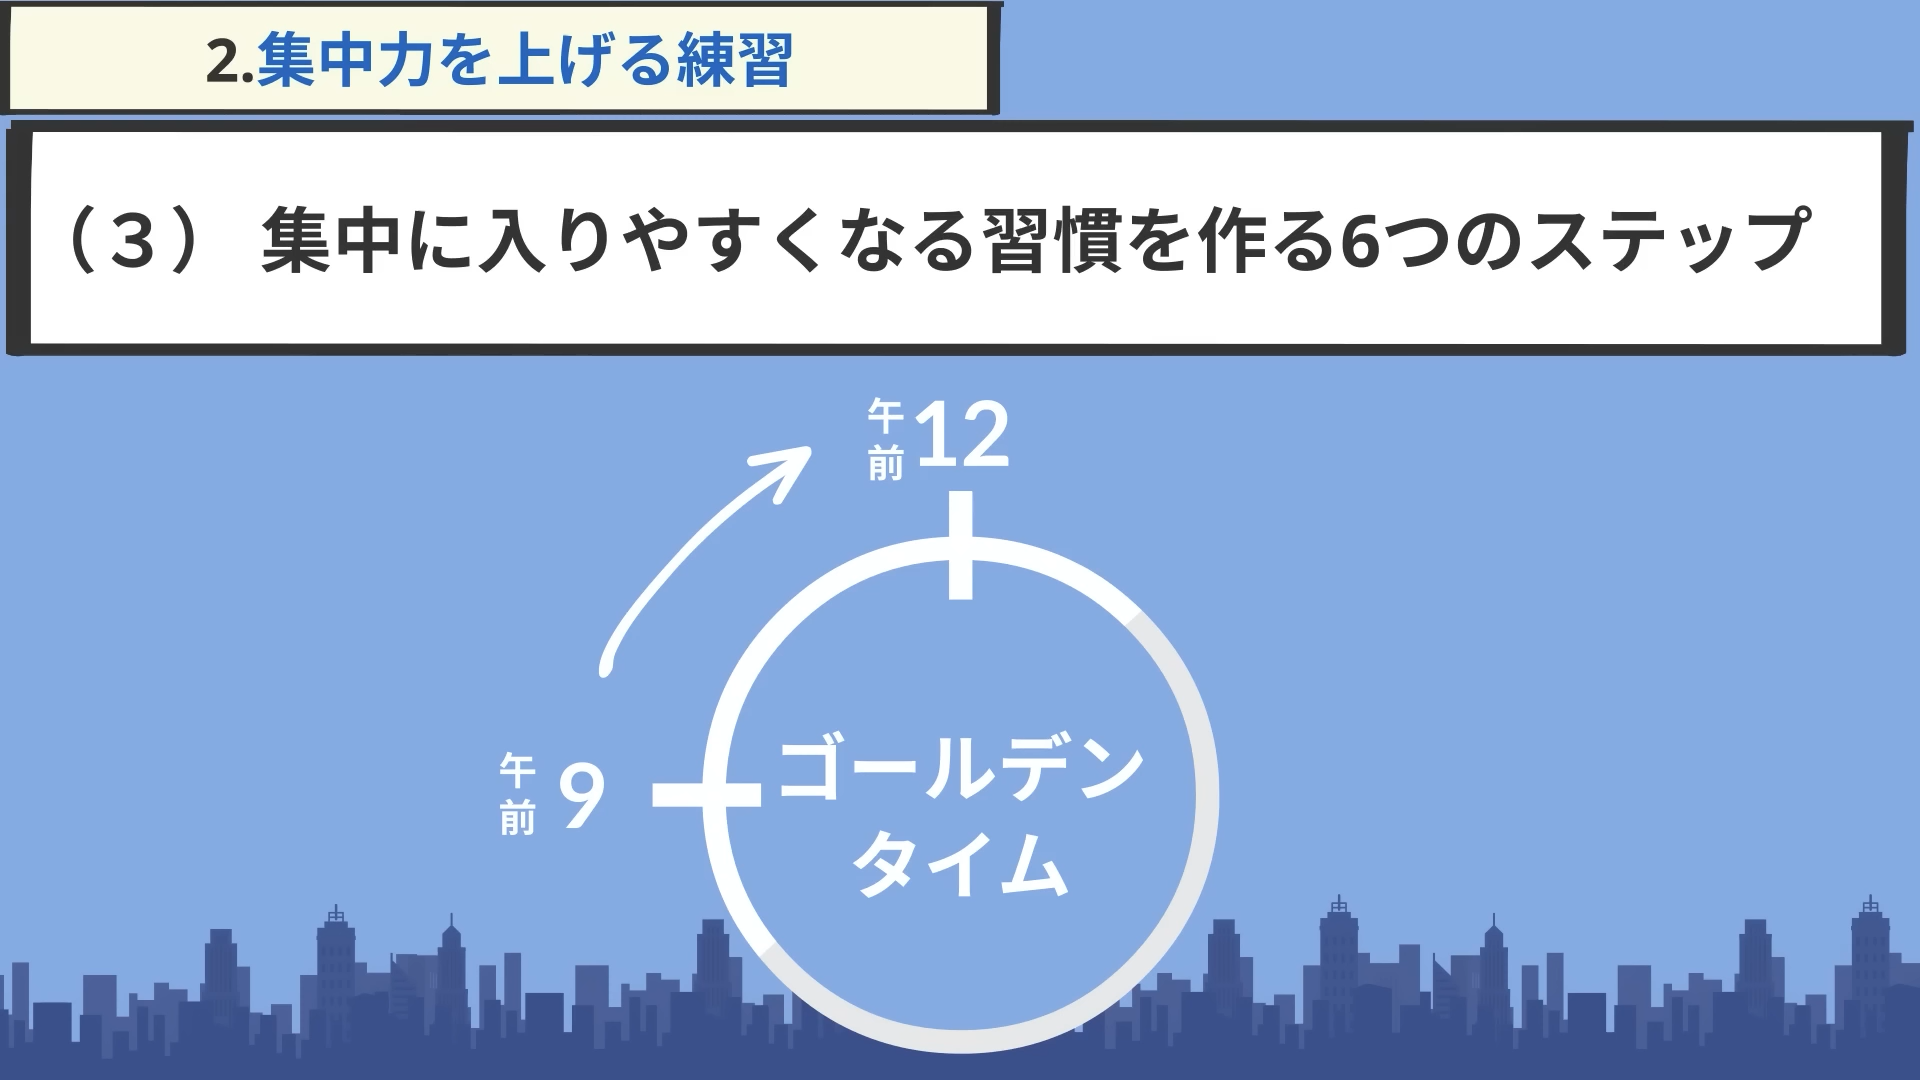 2.集中力を上げる練習
（３） 集中に入りやすくなる習慣を作る6つのステップ
午前12
午前 9
ゴールデン
タイム